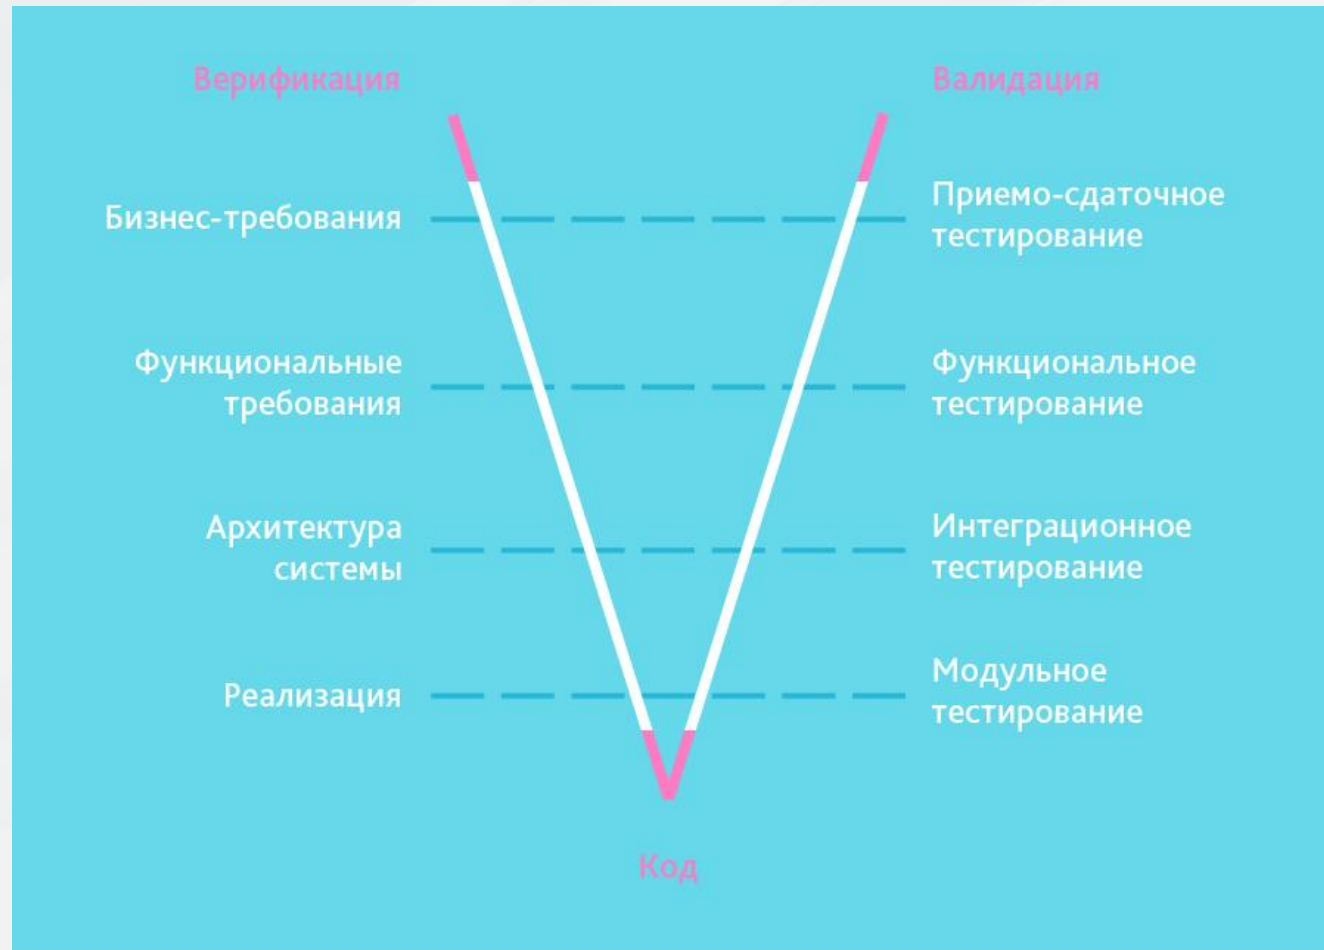 Верификация
Валидация
Бизнес-требования
Приемо-сдаточное
тестирование
Функциональные
требования
Функциональное
тестирование
Архитектура
системы
Интеграционное
тестирование
Реализация
Модульное
тестирование
Код